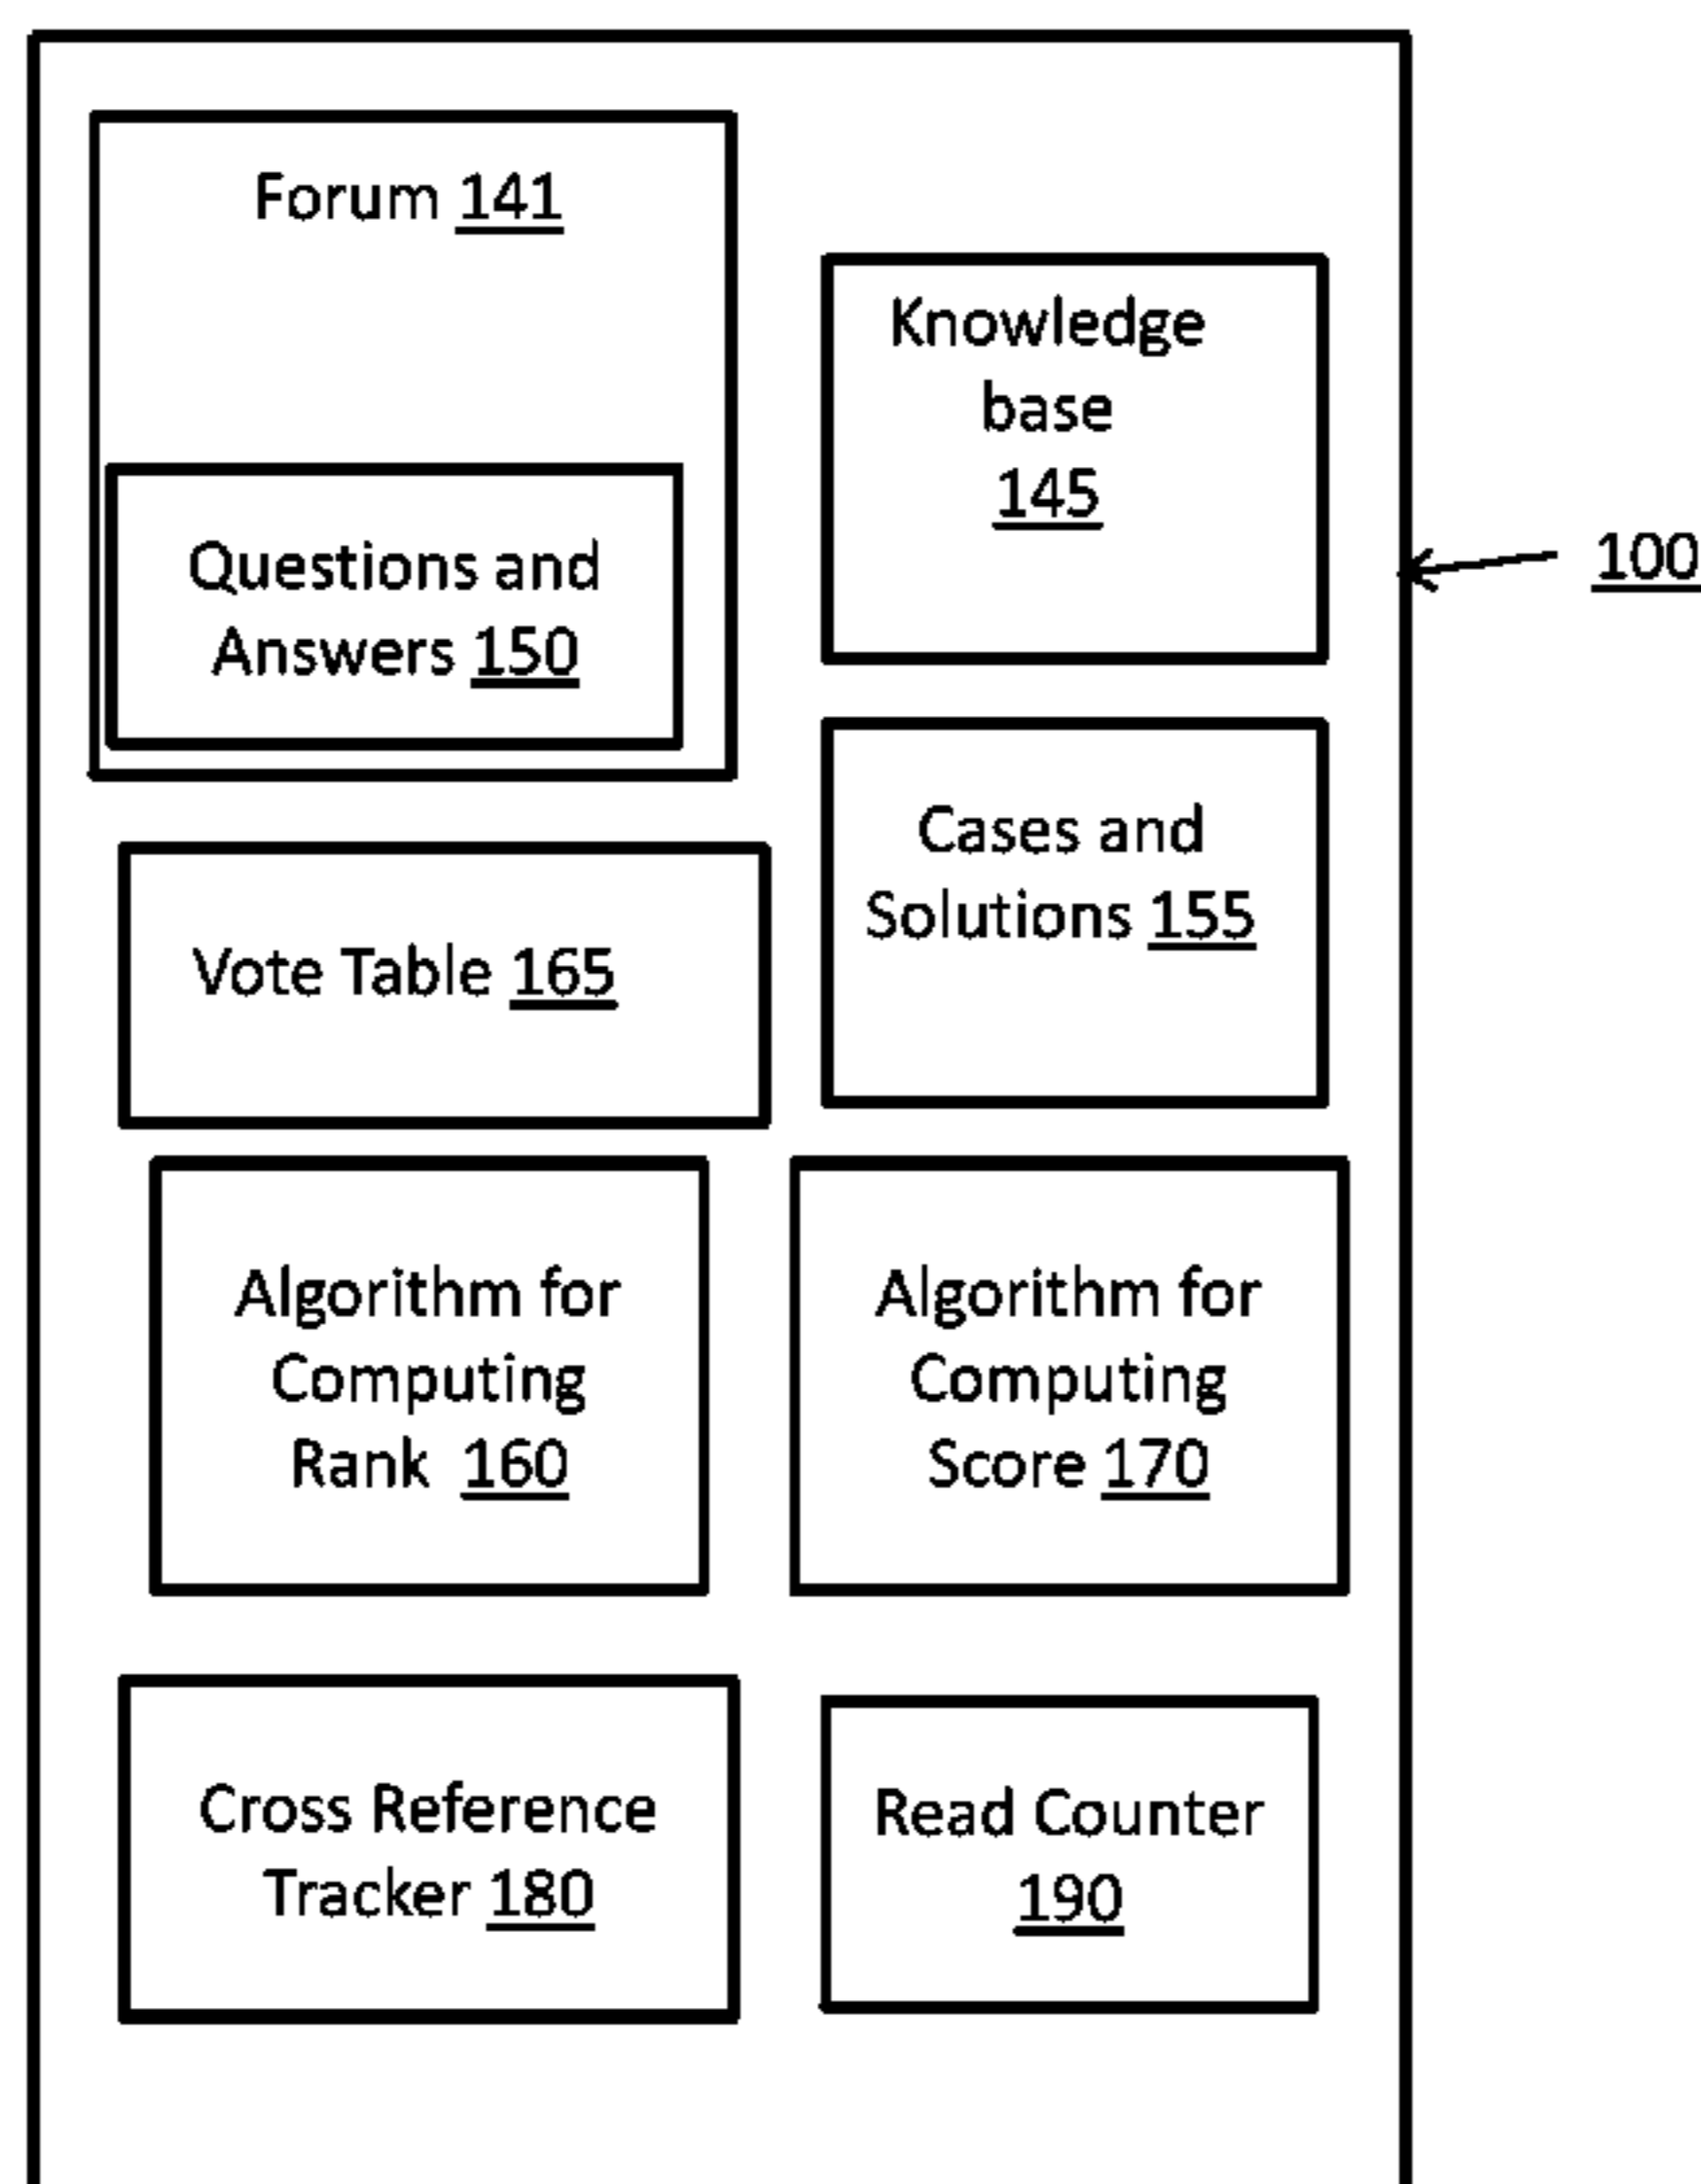 Forum 141
Knowledge
base
145
Questions and
Answers 150
100
Cases and
Solutions 155
Vote Table 165
Algorithm for
Computing
Rank 160
Algorithm for
Computing
Score 170
Cross Reference
Tracker 180
Read Counter
190